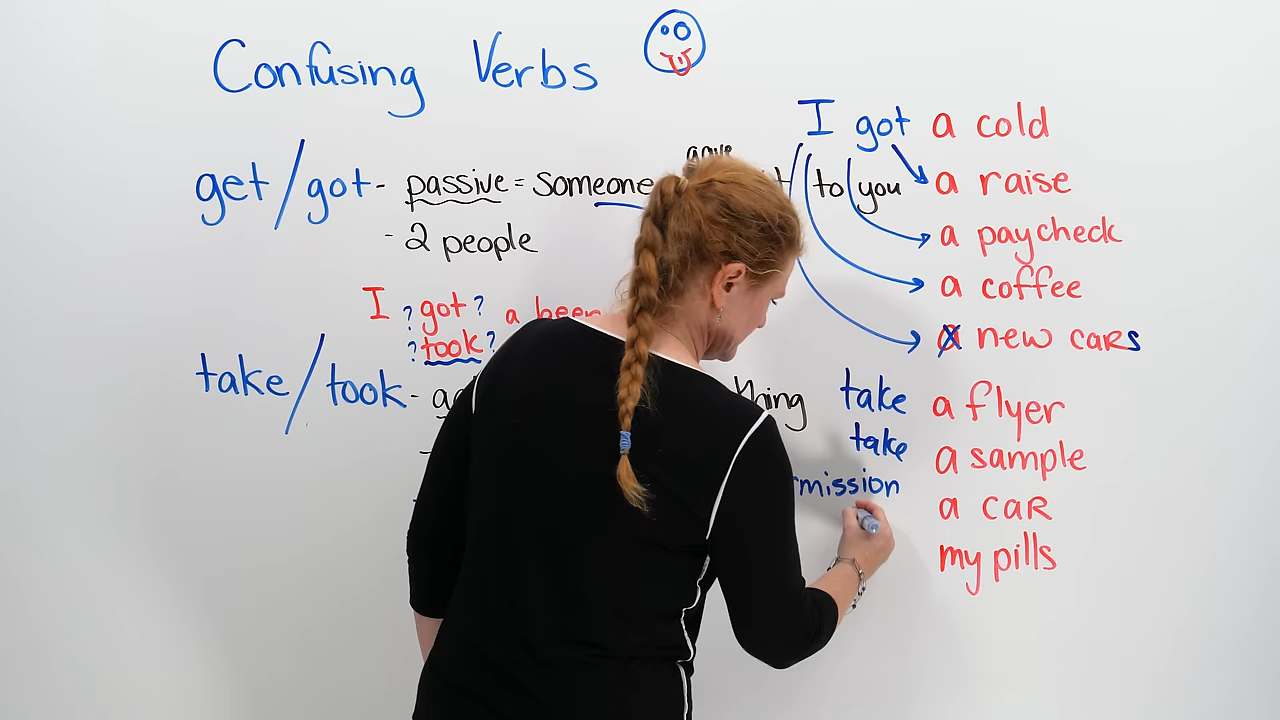 Confusing Verbs
I got a cold
get/got - passive = someone gave to you a raise
- 2 people
a paycheck
a coffee
I ?got? a beer
?took?
a new cars
take/took -
take a flyer
take a sample
a car
my pills